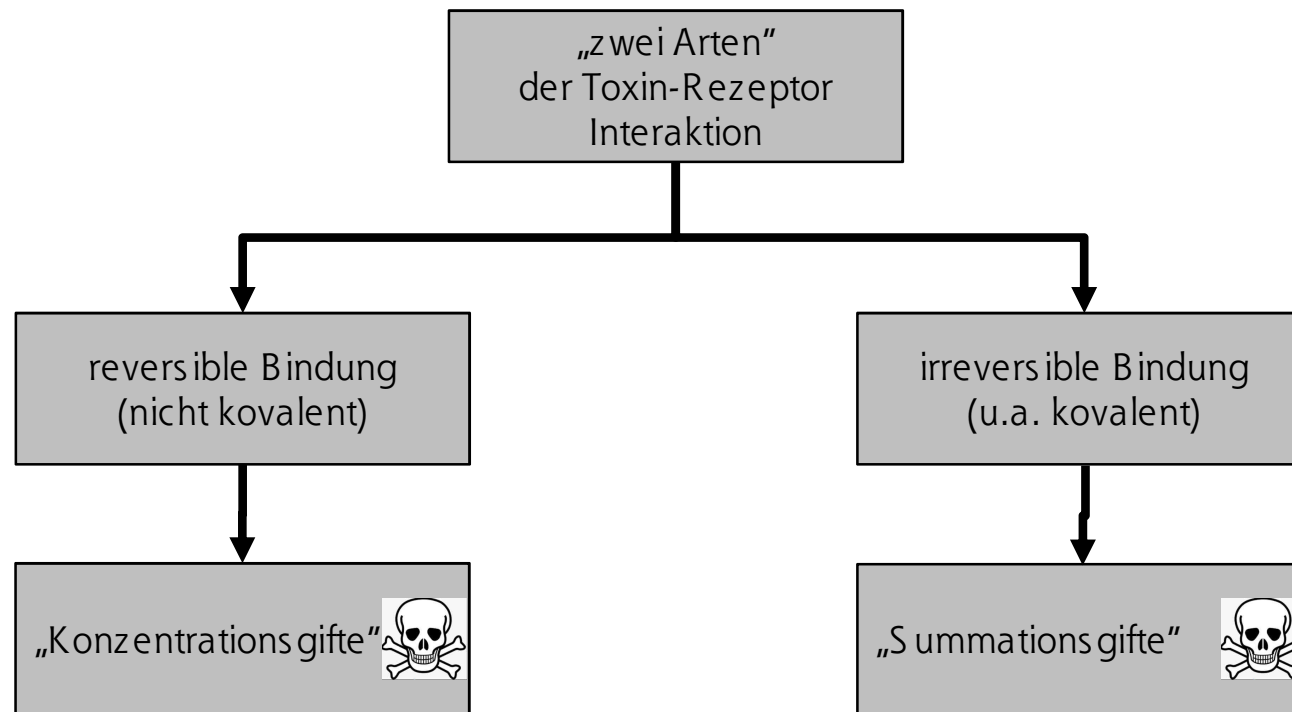 „zwei Arten“
der Toxin-Rezeptor
Interaktion
reversible Bindung
(nicht kovalent)
irreversible Bindung
(u.a. kovalent)
„Konzentrationsgifte“
„Summationsgifte“